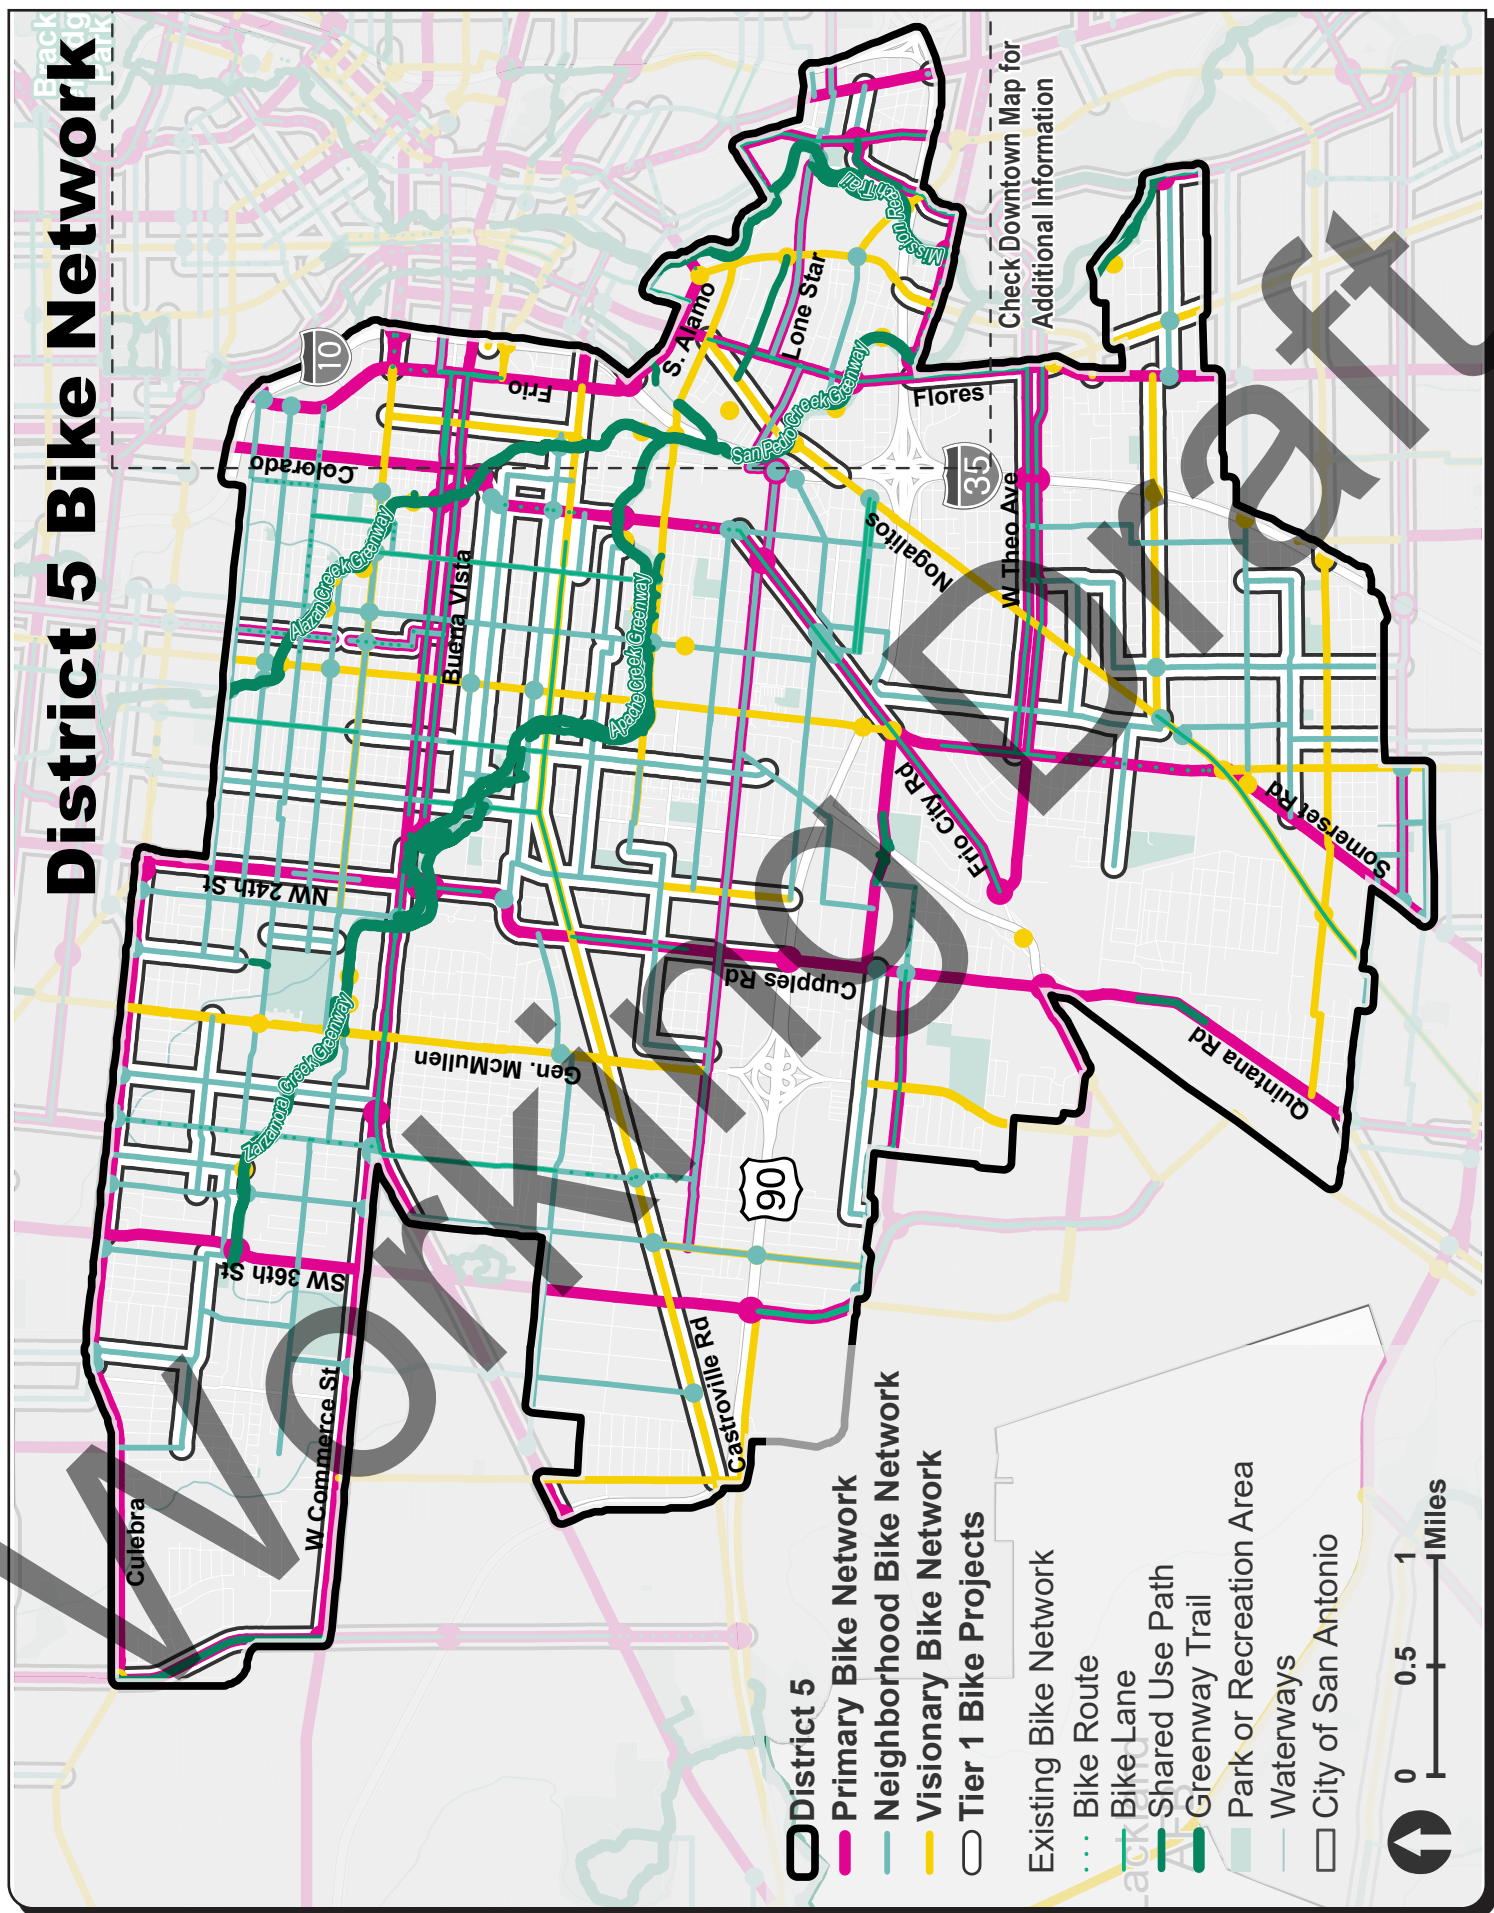 District 5 Bike Network
Brack
Park
10
Check Downtown Map for
Additional Information
Colorado
Frio
S. Alamo
Lone Star
Mission Reach Trail
San Pedro Creek Greenway
Flores
35
Alazan Creek Greenway
Buena Vista
Apache Creek Greenway
Nogalitos
W Theo Ave
NW 24th St
Frio City Rd
Somerset Rd
Zarzamora Creek Greenway
Gen. McMullen
Cupples Rd
Quintana Rd
90
SW 36th St
W Commerce St
Culebra
Castroville Rd
Working Draft
District 5
Primary Bike Network
Neighborhood Bike Network
Visionary Bike Network
Tier 1 Bike Projects
Existing Bike Network
Bike Route
Bike Lane
Shared Use Path
Greenway Trail
Park or Recreation Area
Waterways
City of San Antonio
Lackland
AFB
0 0.5 1 Miles